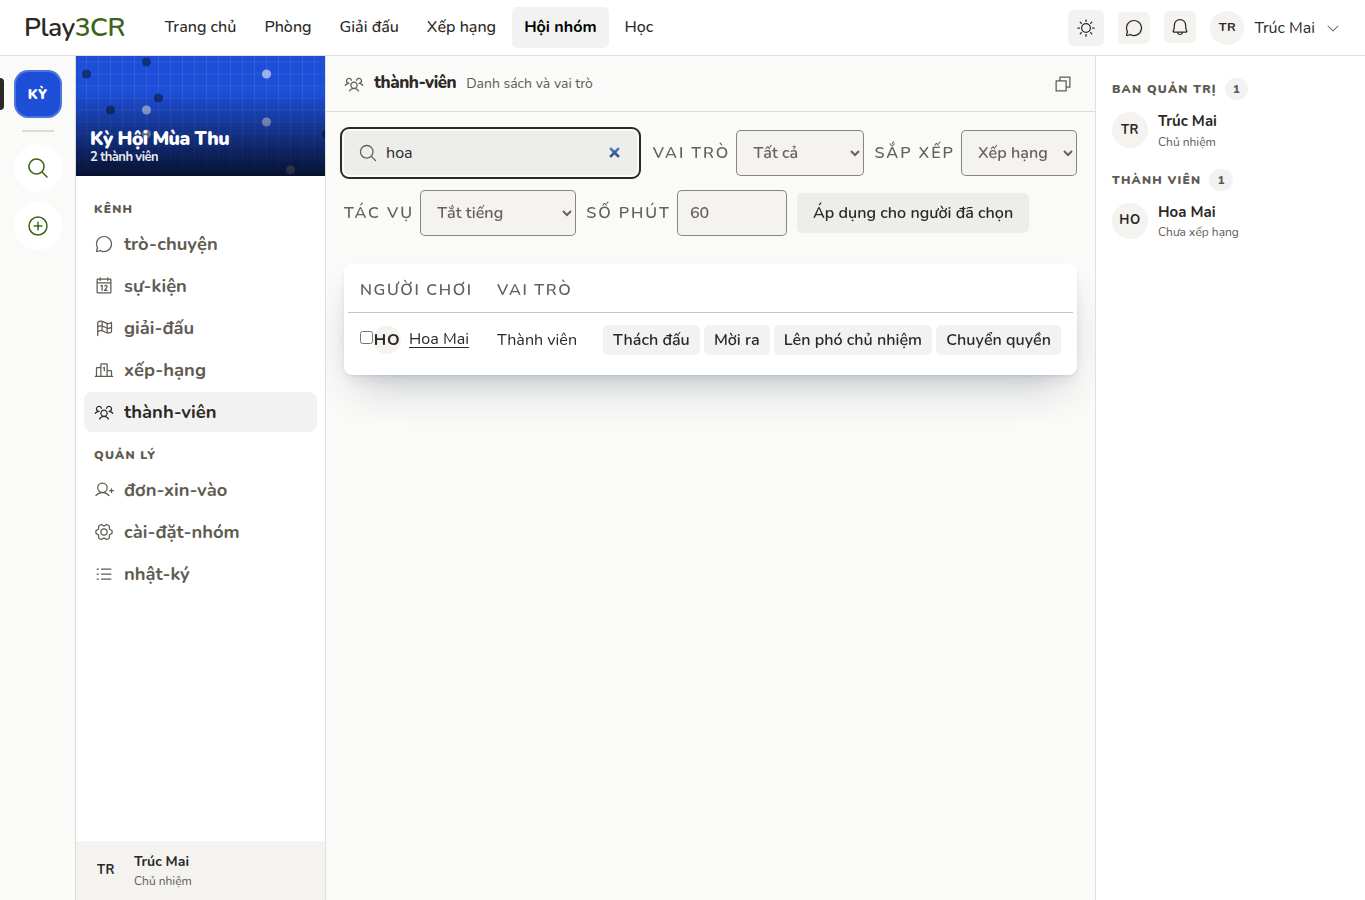 Play3CR
Trang chủ Phòng Giải đấu Xếp hạng Hội nhóm Học
TR Trúc Mai
KỲ
Kỳ Hội Mùa Thu
2 thành viên
KÊNH
trò-chuyện
12 sự-kiện
giải-đấu
xếp-hạng
thành-viên
QUẢN LÝ
đơn-xin-vào
cài-đặt-nhóm
nhật-ký
TR Trúc Mai
Chủ nhiệm
thành-viên Danh sách và vai trò
hoa VAI TRÒ Tất cả SẮP XẾP Xếp hạng
TÁC VỤ Tắt tiếng SỐ PHÚT 60 Áp dụng cho người đã chọn
NGƯỜI CHƠI VAI TRÒ
HO Hoa Mai Thành viên Thách đấu Mời ra Lên phó chủ nhiệm Chuyển quyền
BAN QUẢN TRỊ 1
TR Trúc Mai
Chủ nhiệm
THÀNH VIÊN 1
HO Hoa Mai
Chưa xếp hạng